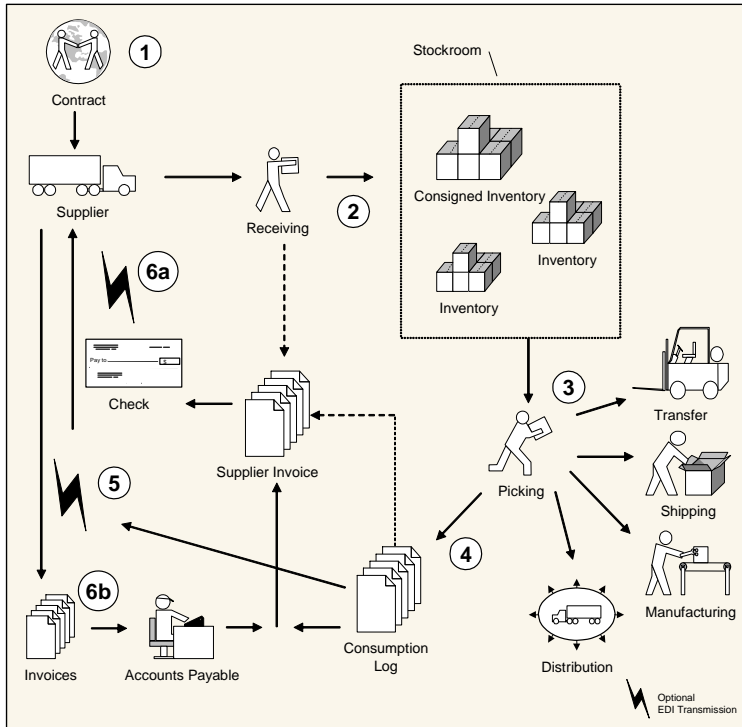 1
Stockroom
Contract
Consigned Inventory
Supplier
Receiving
2
Inventory
Inventory
6a
Pay to
$
Check
3
Transfer
Supplier Invoice
Picking
Shipping
5
4
6b
Manufacturing
Invoices
Accounts Payable
Consumption
Log
Distribution
Optional
EDI Transmission